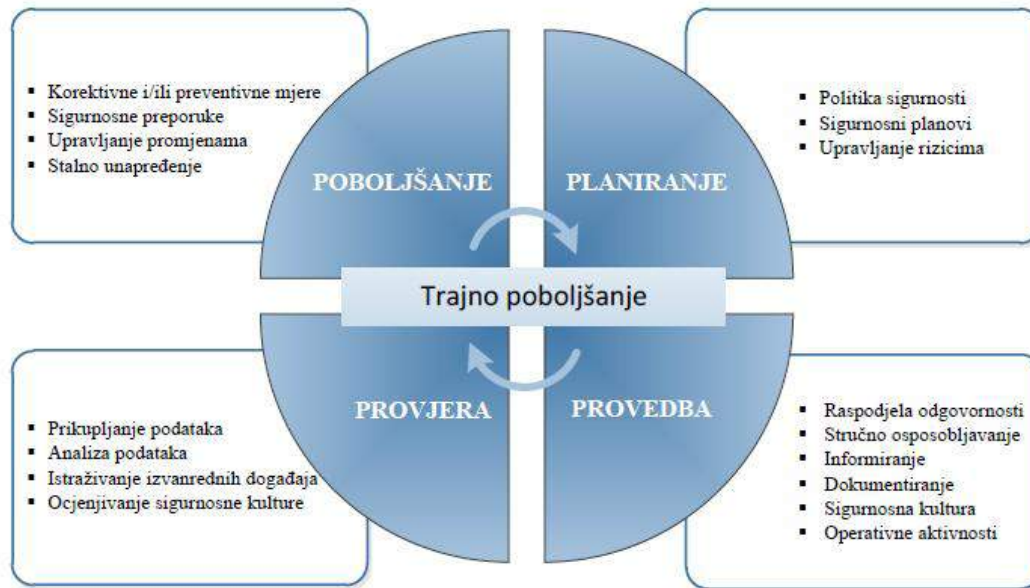 ▪ Korektivne i/ili preventivne mjere
▪ Sigurnosne preporuke
▪ Upravljanje promjenama
▪ Stalno unapređenje
POBOLJŠANJE
PLANIRANJE
▪ Politika sigurnosti
▪ Sigurnosni planovi
▪ Upravljanje rizicima
Trajno poboljšanje
▪ Prikupljanje podataka
▪ Analiza podataka
▪ Istraživanje izvanrednih događaja
▪ Ocjenjivanje sigurnosne kulture
PROVJERA
PROVEDBA
▪ Raspodjela odgovornosti
▪ Stručno osposobljavanje
▪ Informiranje
▪ Dokumentiranje
▪ Sigurnosna kultura
▪ Operativne aktivnosti